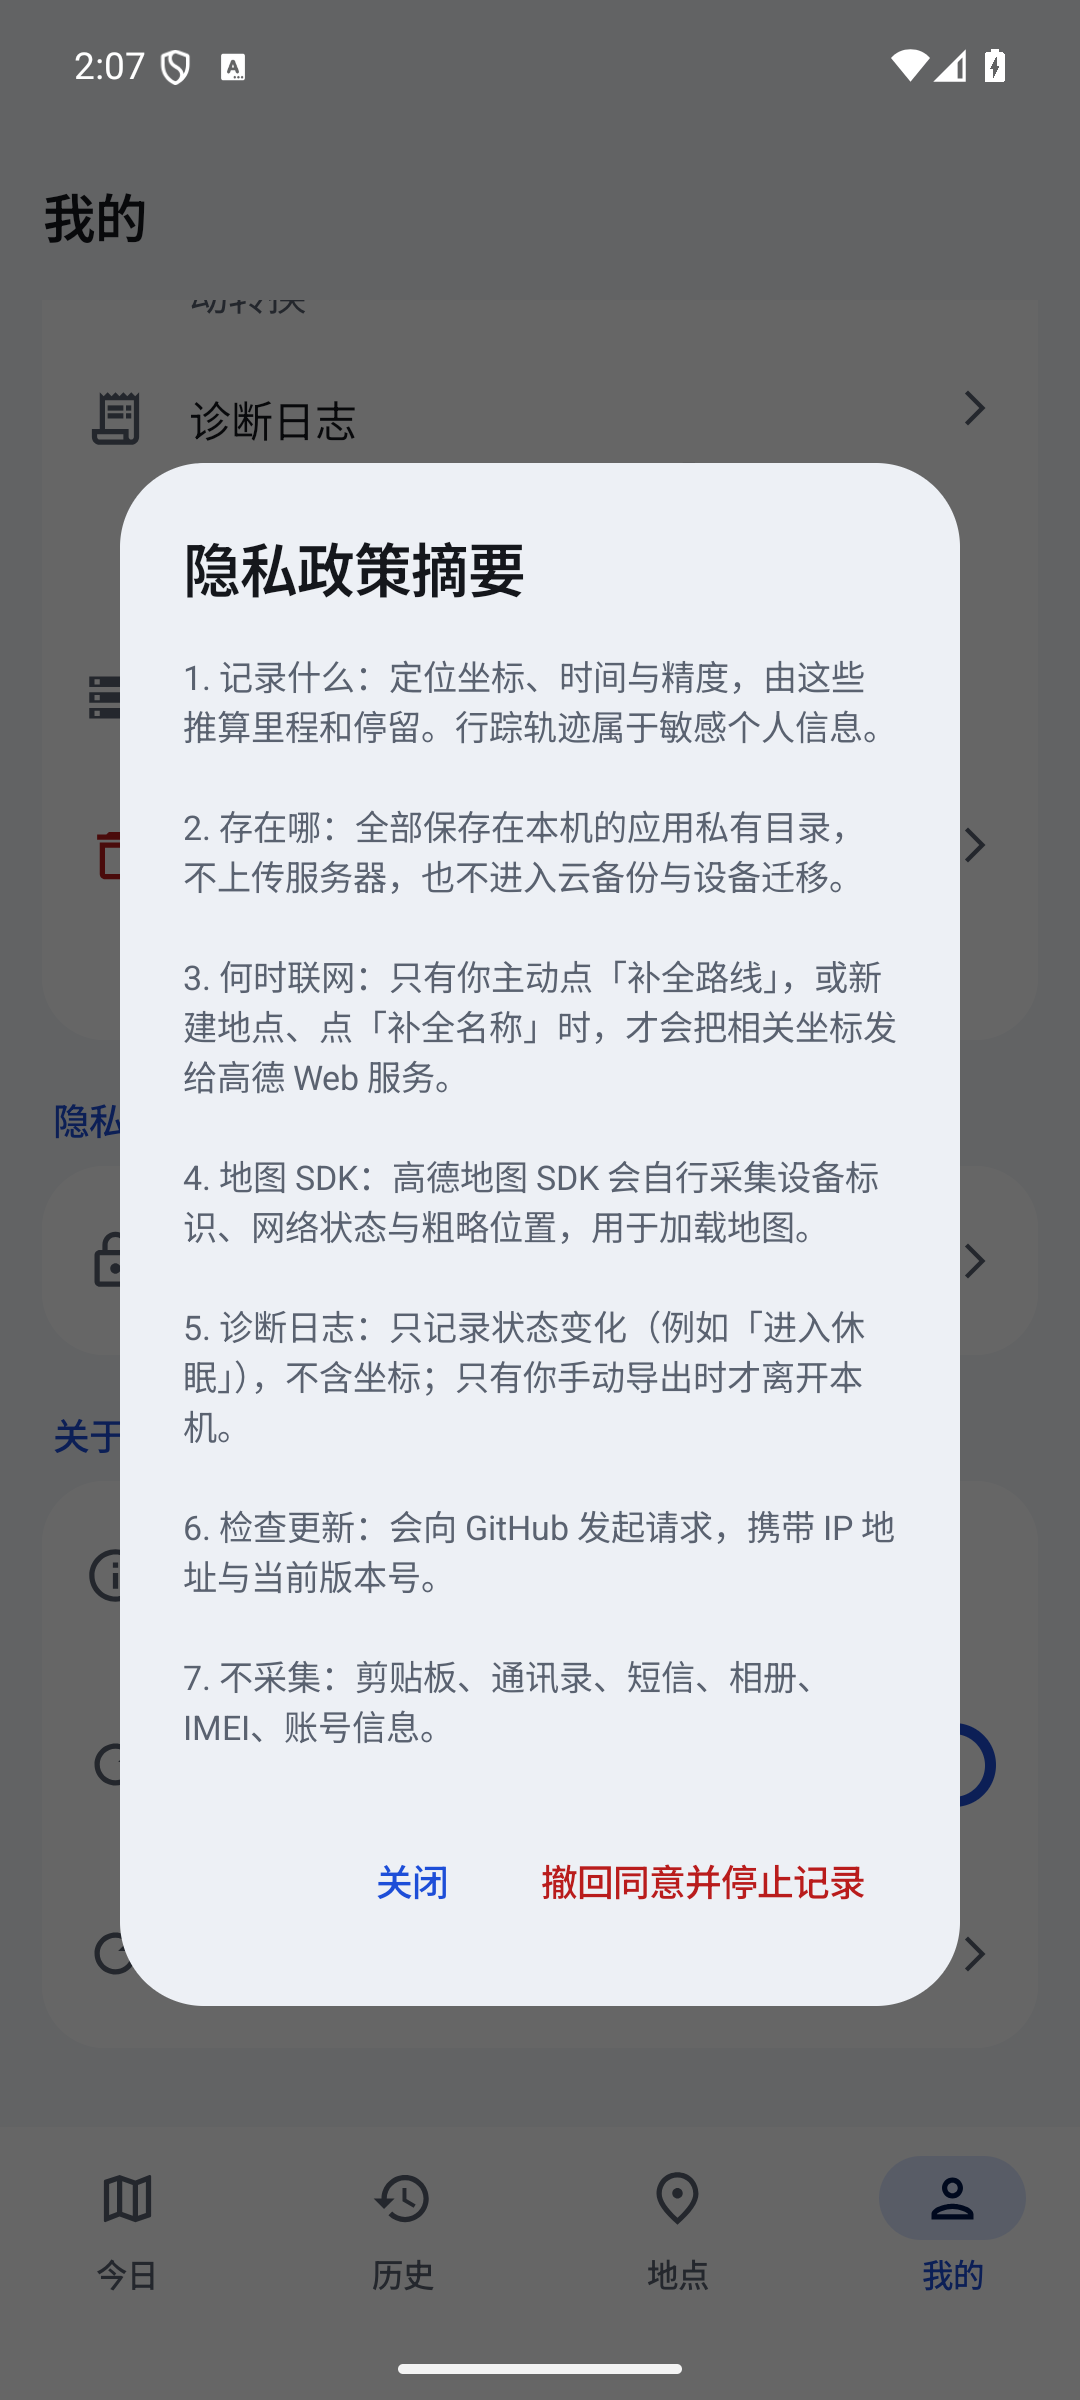 2:07
我的
动转换
诊断日志
隐私政策摘要
1. 记录什么：定位坐标、时间与精度，由这些
推算里程和停留。行踪轨迹属于敏感个人信息。
2. 存在哪：全部保存在本机的应用私有目录，
不上传服务器，也不进入云备份与设备迁移。
3. 何时联网：只有你主动点「补全路线」，或新
建地点、点「补全名称」时，才会把相关坐标发
给高德 Web 服务。
4. 地图 SDK：高德地图 SDK 会自行采集设备标
识、网络状态与粗略位置，用于加载地图。
5. 诊断日志：只记录状态变化（例如「进入休
眠」），不含坐标；只有你手动导出时才离开本
机。
6. 检查更新：会向 GitHub 发起请求，携带 IP 地
址与当前版本号。
7. 不采集：剪贴板、通讯录、短信、相册、
IMEI、账号信息。
隐私
关于
关闭
撤回同意并停止记录
今日
历史
地点
我的